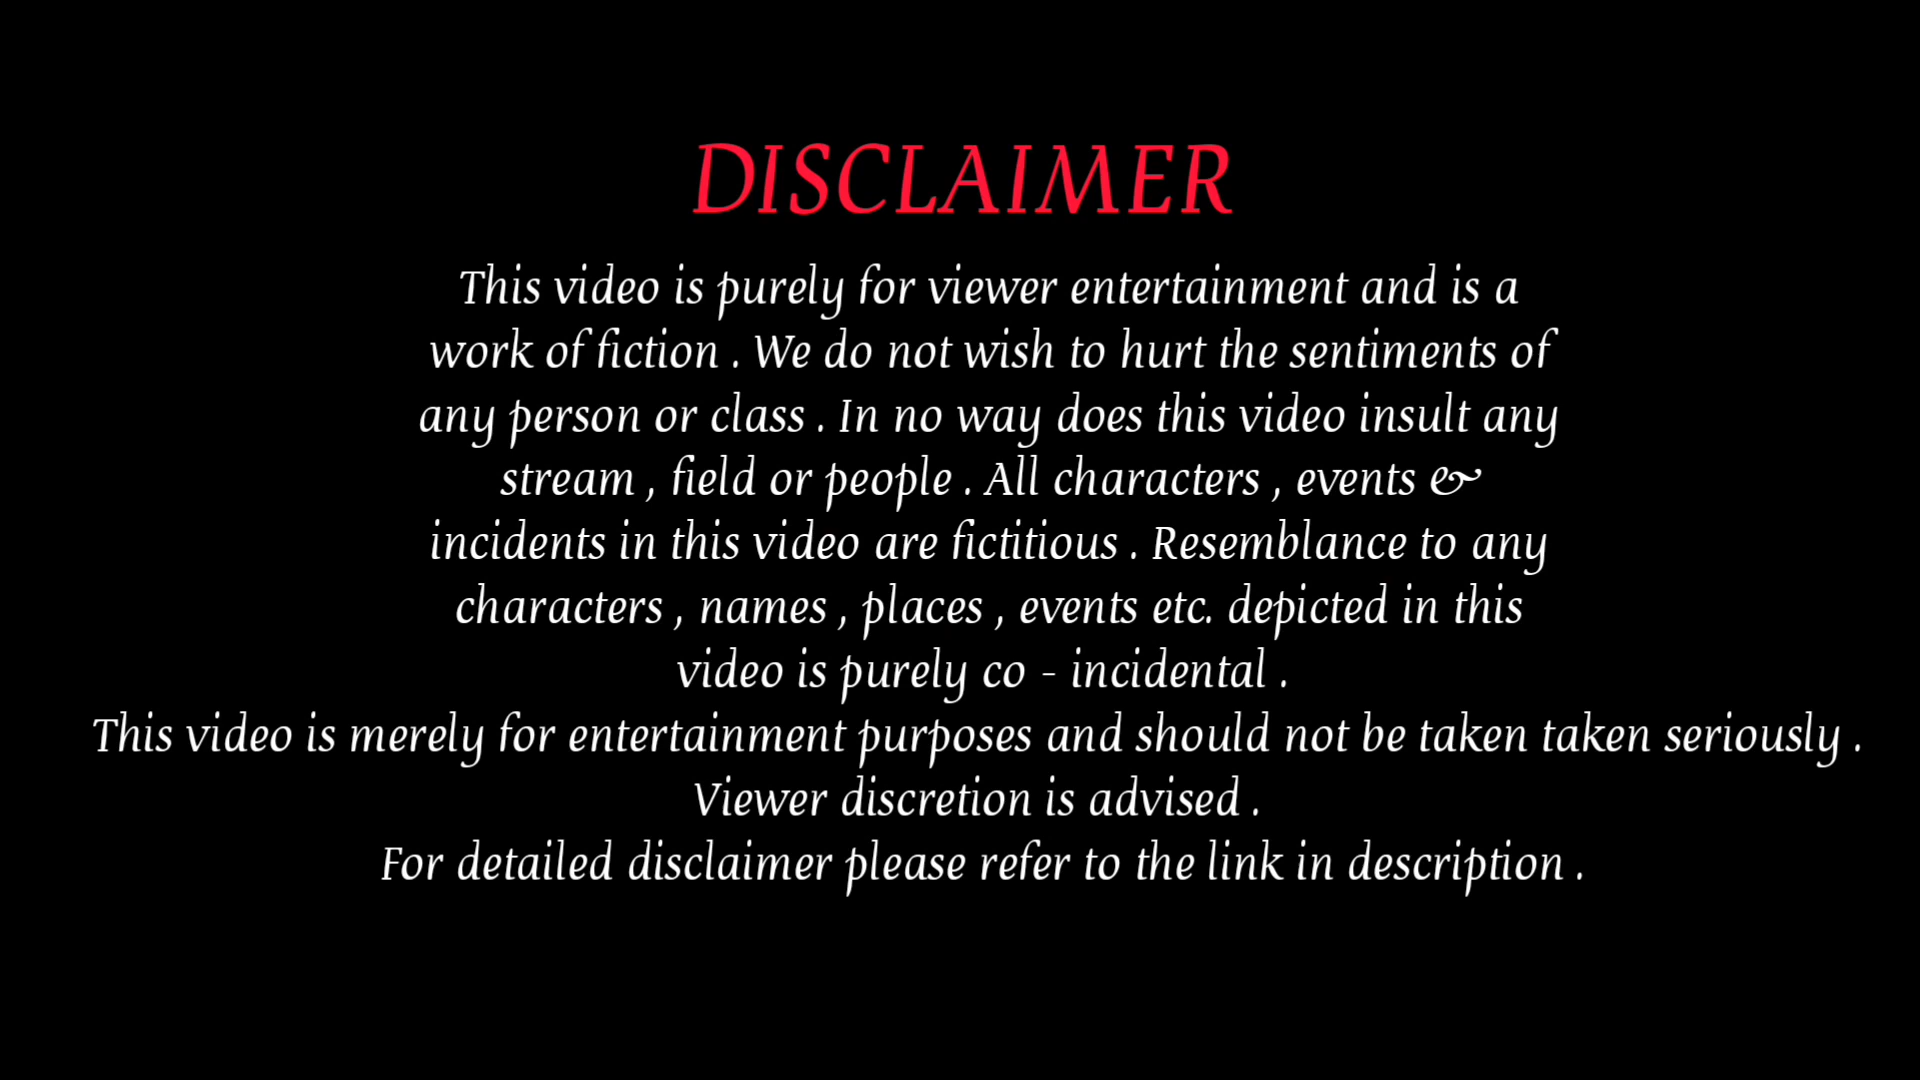 DISCLAIMER
This video is purely for viewer entertainment and is a
work of fiction . We do not wish to hurt the sentiments of
any person or class . In no way does this video insult any
stream , field or people . All characters , events &
incidents in this video are fictitious . Resemblance to any
characters , names , places , events etc. depicted in this
video is purely co - incidental .
This video is merely for entertainment purposes and should not be taken taken seriously .
Viewer discretion is advised .
For detailed disclaimer please refer to the link in description .